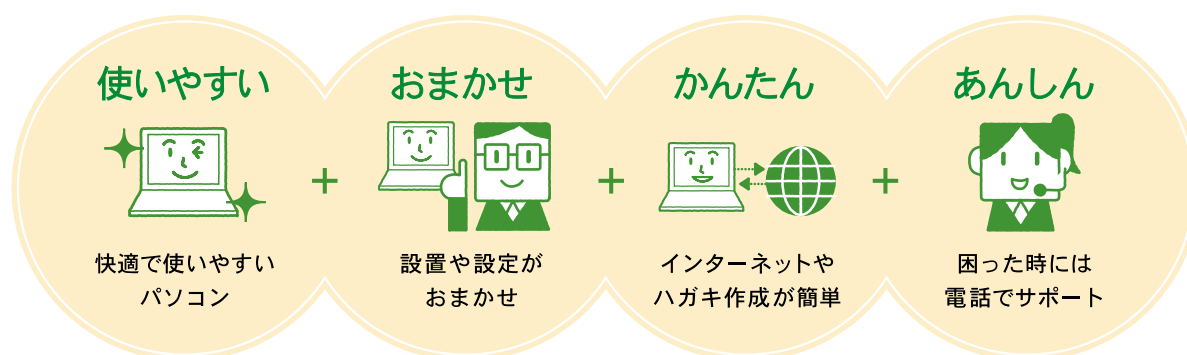 使いやすい
快適で使いやすい
パソコン
+
おまかせ
設置や設定が
おまかせ
+
かんたん
インターネットや
ハガキ作成が簡単
+
あんしん
困った時には
電話でサポート